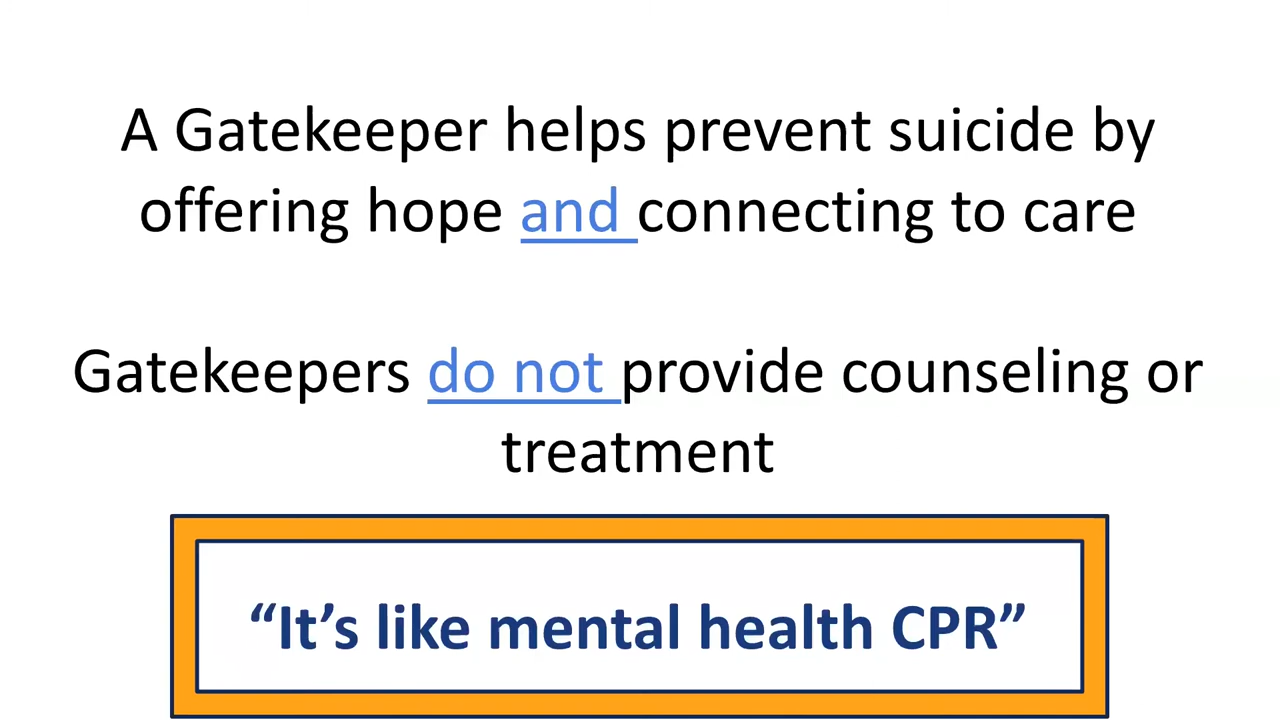 A Gatekeeper helps prevent suicide by
offering hope and connecting to care
Gatekeepers do not provide counseling or
treatment
“It’s like mental health CPR”